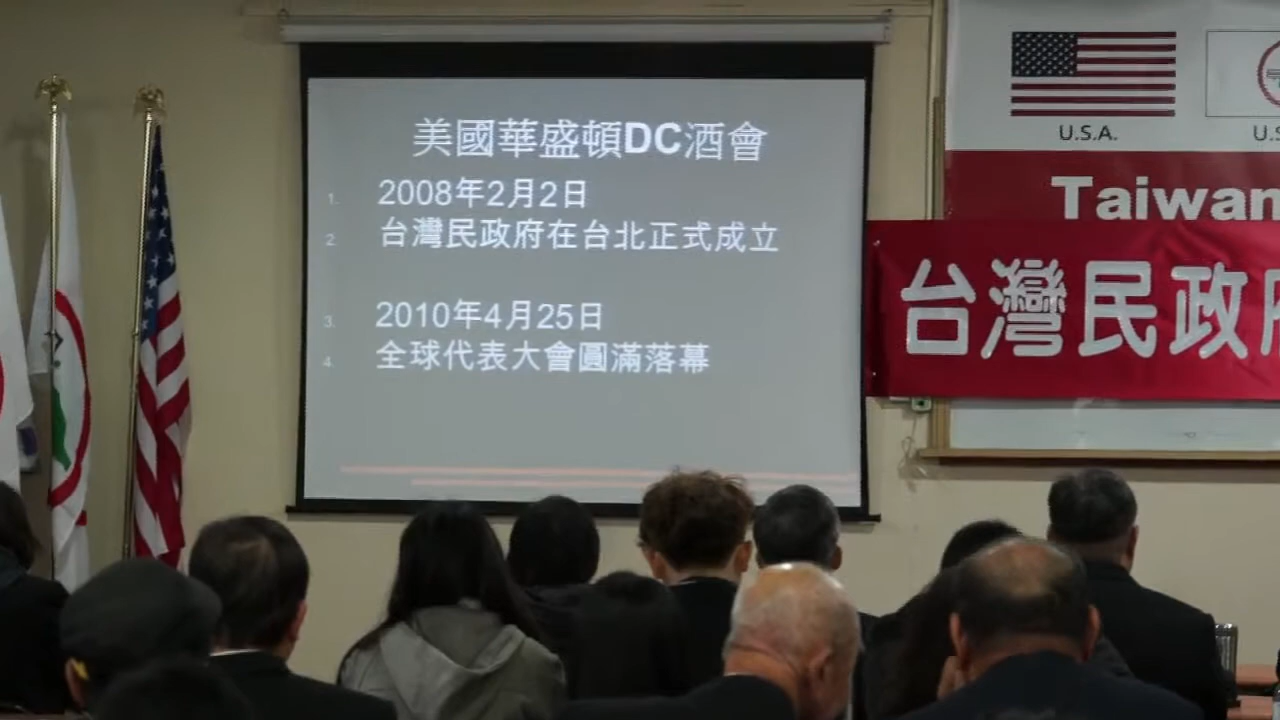 美國華盛頓DC酒會
1. 2008年2月2日
2. 台灣民政府在台北正式成立
3. 2010年4月25日
4. 全球代表大會圓滿落幕
U.S.A.
U.S
Taiwan
台灣民政府